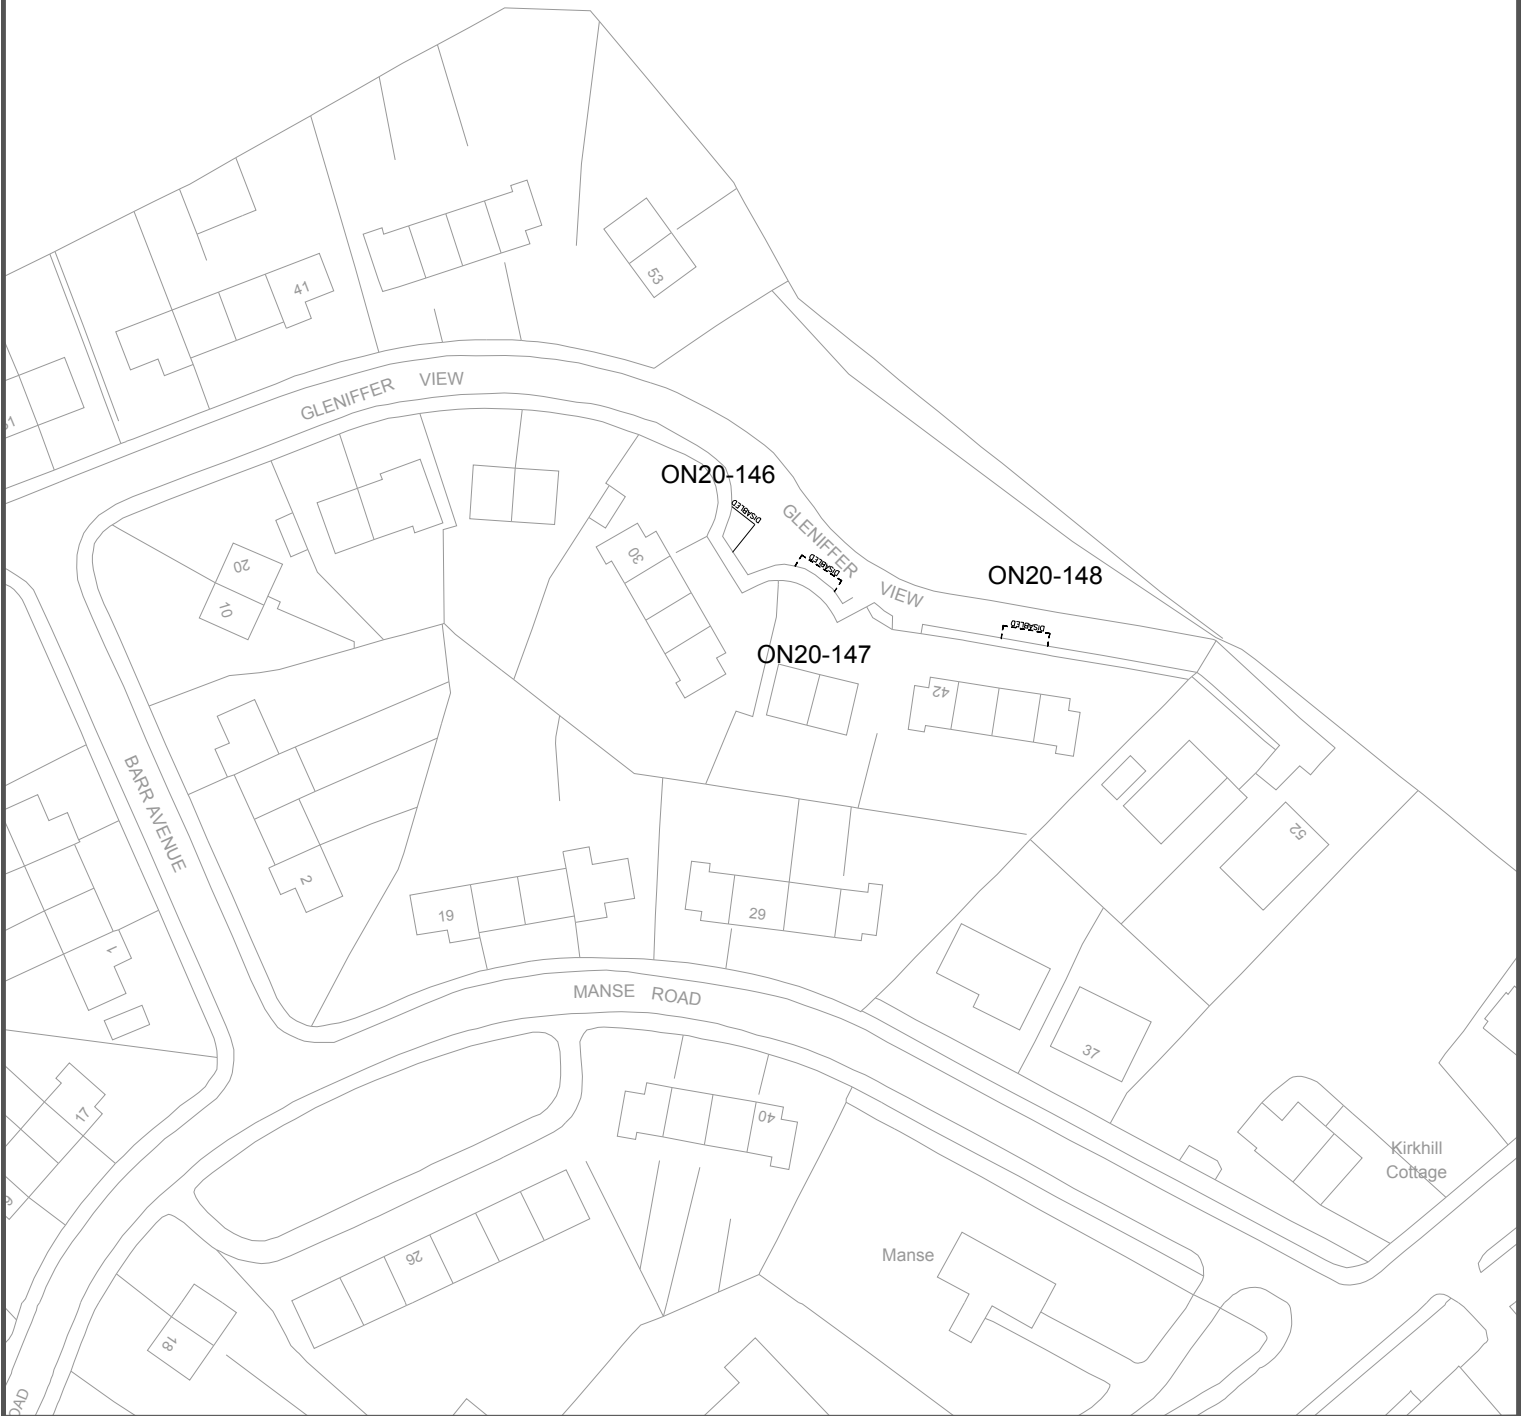 53
41
GLENIFFER VIEW
ON20-146
DISABLED
GLENIFFER
VIEW
DISABLED
ON20-148
DISABLED
30
20
10
ON20-147
42
BARR AVENUE
52
2
19
29
1
MANSE ROAD
37
17
40
Kirkhill
Cottage
26
Manse
18